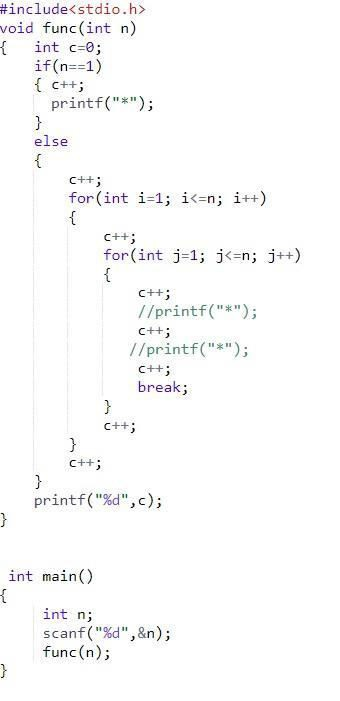 #include<stdio.h>
void func(int n)
{   int c=0;
    if(n==1)
    { c++;
      printf("*");
    }
    else
    {
        c++;
        for(int i=1; i<=n; i++)
        {
            c++;
            for(int j=1; j<=n; j++)
            {
                c++;
                //printf("*");
                c++;
               //printf("*");
                c++;
                break;
            }
            c++;
        }
        c++;
    }
    printf("%d",c);
}
 int main()
{
     int n;
     scanf("%d",&n);
     func(n);
}